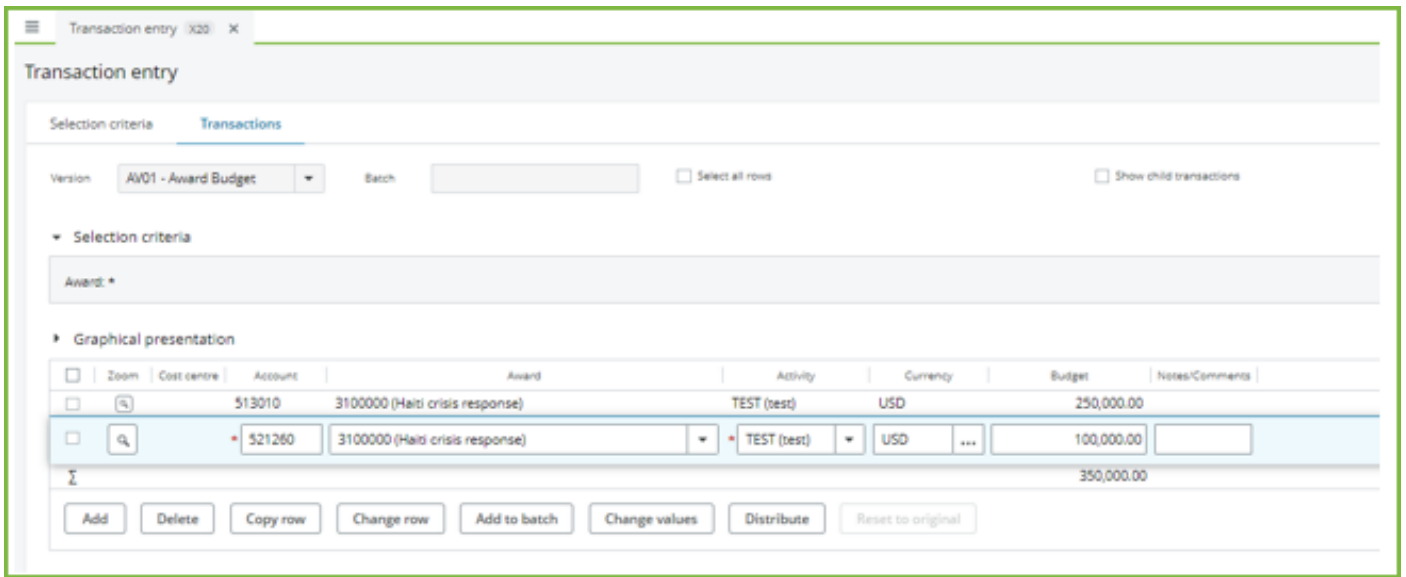 Transaction entry X20 ×
Transaction entry
Selection criteria Transactions
Version AV01 - Award Budget Batch Select all rows Show child transactions
Selection criteria
Award: *
Graphical presentation
Zoom Cost centre Account Award Activity Currency Budget Notes/Comments
513010 3100000 (Haiti crisis response) TEST (test) USD 250,000.00
* 521260 3100000 (Haiti crisis response) * TEST (test) USD ... 100,000.00
Σ 350,000.00
Add Delete Copy row Change row Add to batch Change values Distribute Reset to original